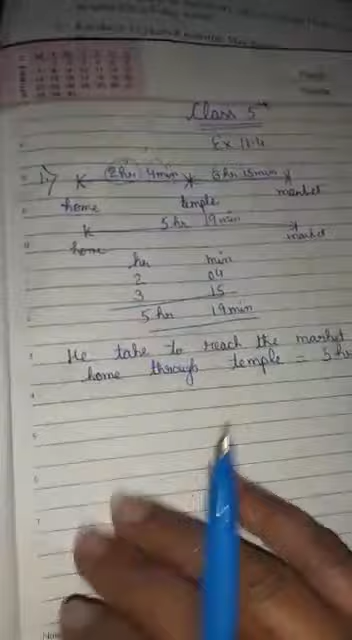 Class 5th
Ex 11.4
1.) 2hr 4min 3hr 15min
home temple market
5 hr 19 min
home market
hr min
2 04
3 15
5 hr 19 min
He take to reach the market
home through temple = 5 hr